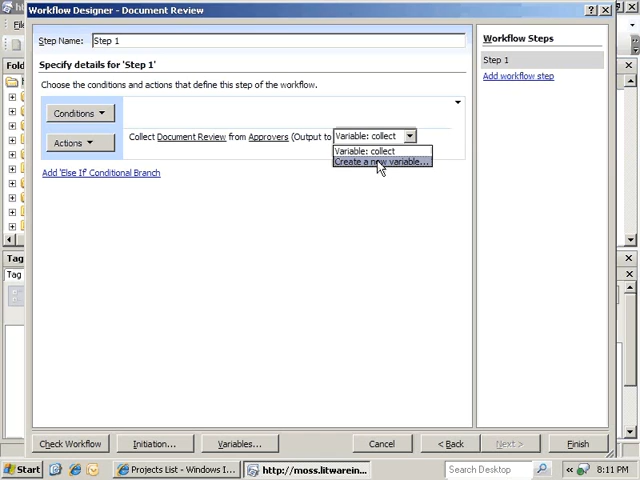 Workflow Designer - Document Review
Step Name: Step 1
Workflow Steps
Step 1
Add workflow step
Specify details for 'Step 1'
Choose the conditions and actions that define this step of the workflow.
Conditions
Actions
Collect Document Review from Approvers (Output to Variable: collect
Variable: collect
Create a new variable...
Add 'Else If' Conditional Branch
Fold
Tag
Tag
Check Workflow
Initiation...
Variables...
Cancel
< Back
Next >
Finish
Start
Projects List - Windows I...
http://moss.litwarein...
Search Desktop
8:11 PM